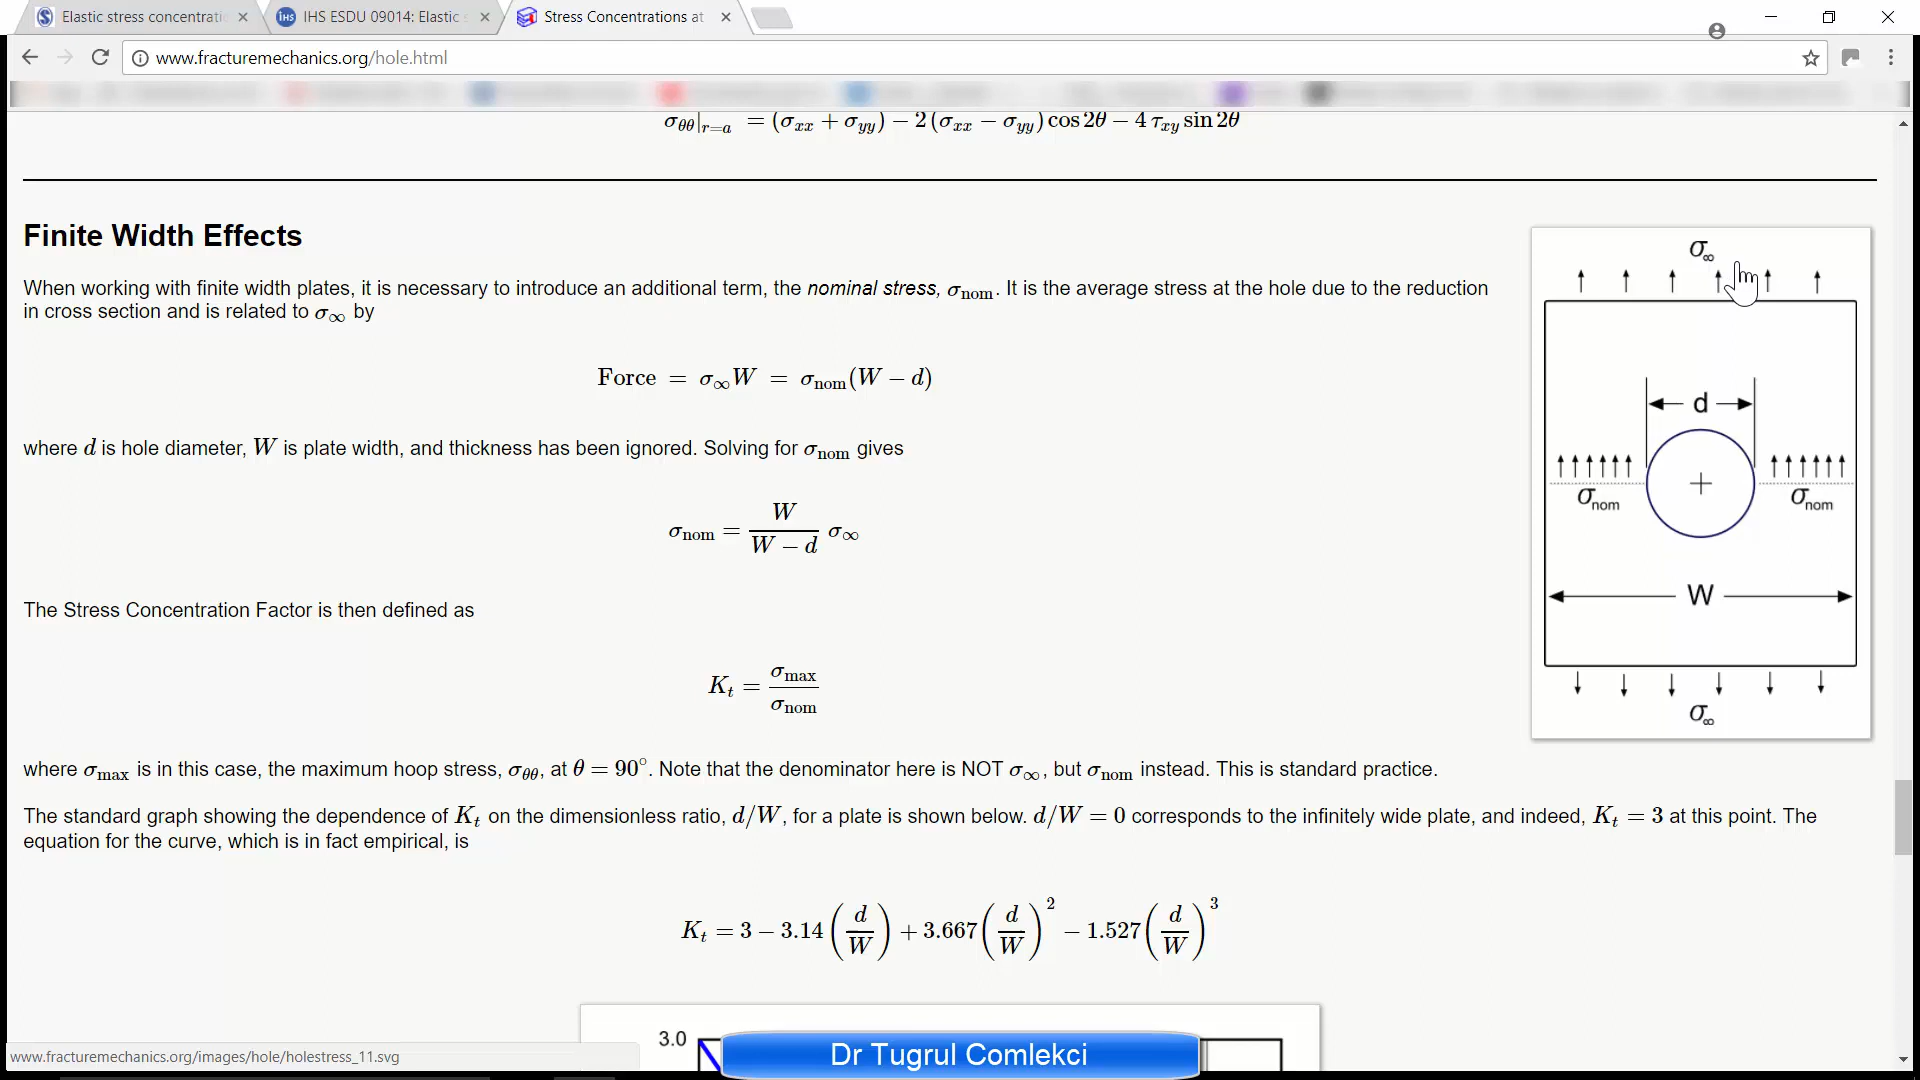 Elastic stress concentrati
IHS ESDU 09014: Elastic s
Stress Concentrations at
www.fracturemechanics.org/hole.html
σθθ|r=a = (σxx + σyy) − 2 (σxx − σyy) cos 2θ − 4 τxy sin 2θ
Finite Width Effects
When working with finite width plates, it is necessary to introduce an additional term, the nominal stress, σnom. It is the average stress at the hole due to the reduction
in cross section and is related to σ∞ by
Force = σ∞W = σnom(W − d)
where d is hole diameter, W is plate width, and thickness has been ignored. Solving for σnom gives
σnom = W / (W − d) σ∞
The Stress Concentration Factor is then defined as
Kt = σmax / σnom
where σmax is in this case, the maximum hoop stress, σθθ, at θ = 90°. Note that the denominator here is NOT σ∞, but σnom instead. This is standard practice.
The standard graph showing the dependence of Kt on the dimensionless ratio, d/W, for a plate is shown below. d/W = 0 corresponds to the infinitely wide plate, and indeed, Kt = 3 at this point. The
equation for the curve, which is in fact empirical, is
Kt = 3 − 3.14 (d/W) + 3.667 (d/W)^2 − 1.527 (d/W)^3
σ∞
d
σnom σnom
W
σ∞
3.0
Dr Tugrul Comlekci
www.fracturemechanics.org/images/hole/holestress_11.svg